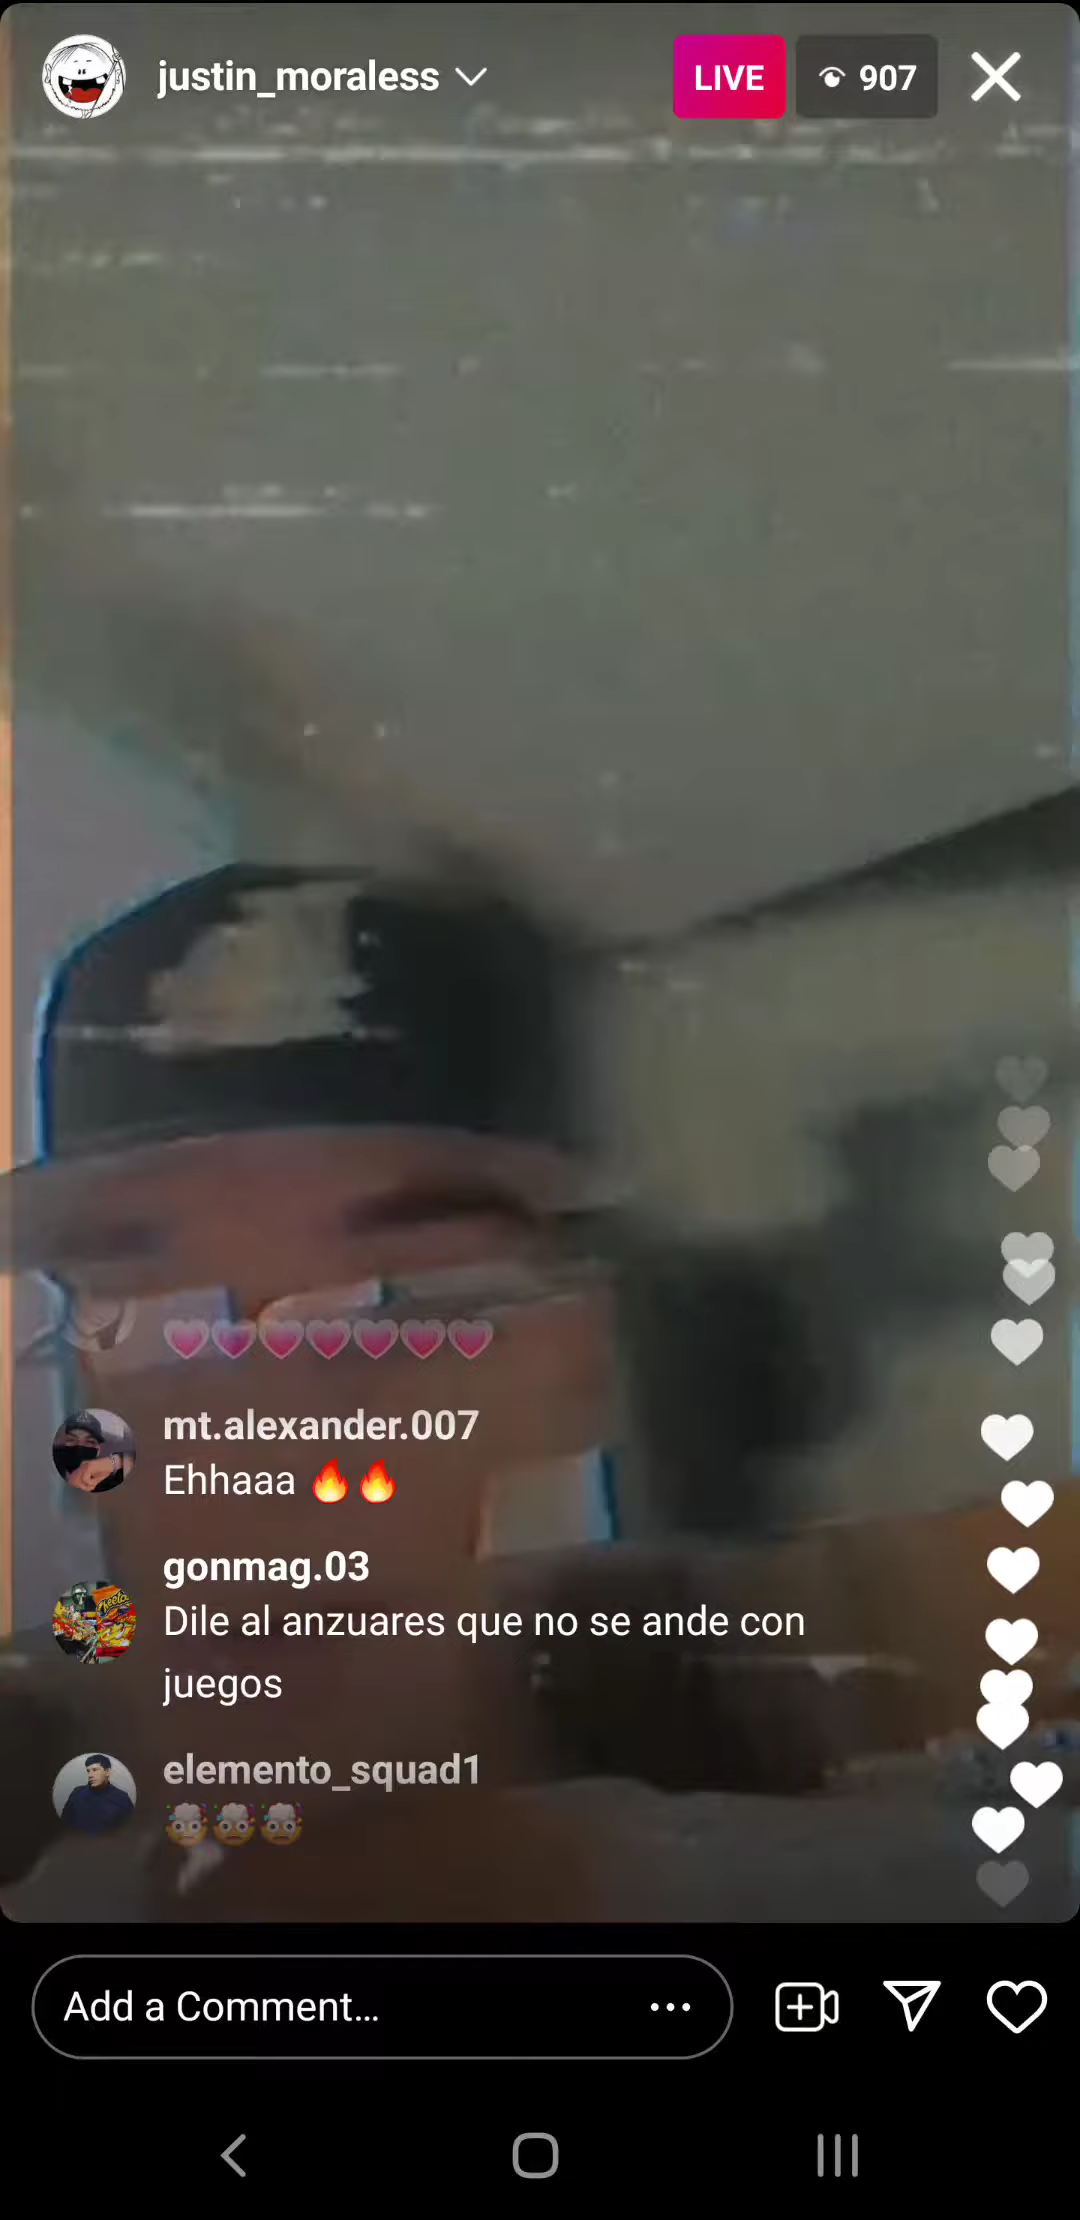 justin_moraless
LIVE
907
mt.alexander.007
Ehhaaa 🔥🔥
gonmag.03
Dile al anzuares que no se ande con
juegos
elemento_squad1
Add a Comment...